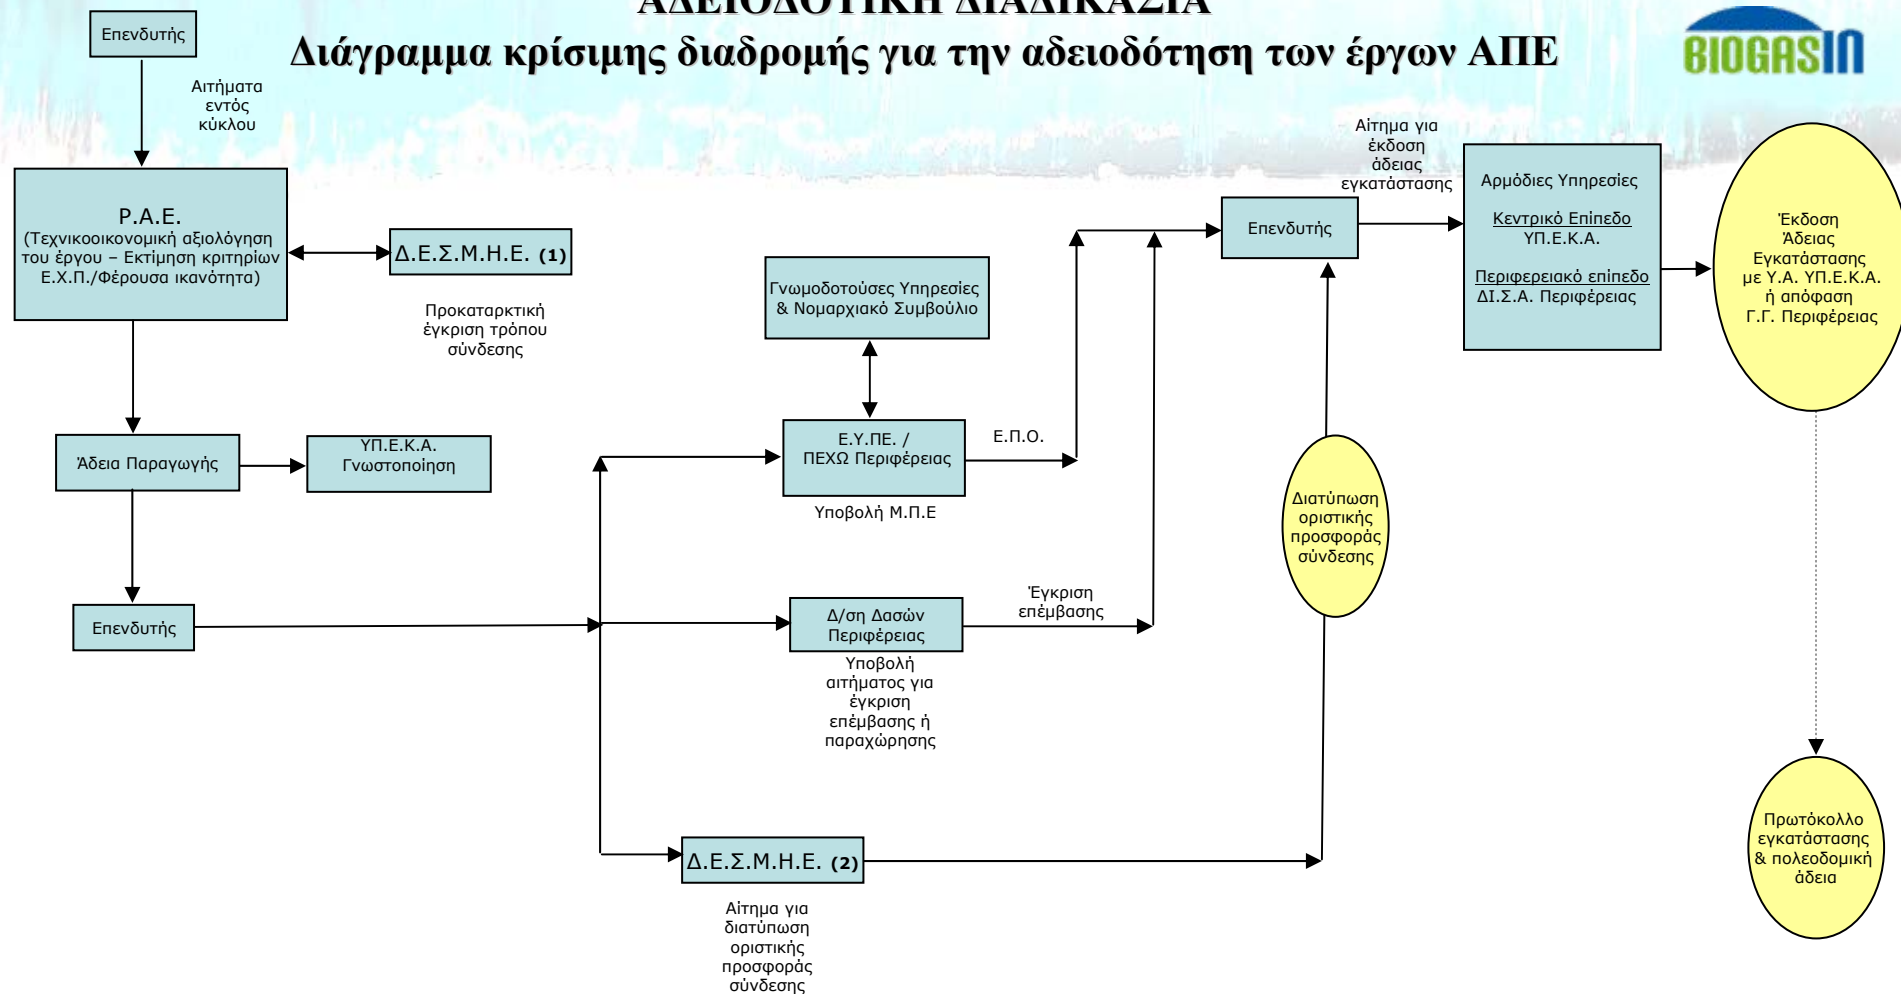 ΑΔΕΙΟΔΟΤΙΚΗ ΔΙΑΔΙΚΑΣΙΑ
Διάγραμμα κρίσιμης διαδρομής για την αδειοδότηση των έργων ΑΠΕ
BIOGASIN
Επενδυτής
Αιτήματα
εντός
κύκλου
Ρ.Α.Ε.
(Τεχνικοοικονομική αξιολόγηση
του έργου – Εκτίμηση κριτηρίων
Ε.Χ.Π./Φέρουσα ικανότητα)
Δ.Ε.Σ.Μ.Η.Ε. (1)
Προκαταρκτική
έγκριση τρόπου
σύνδεσης
Άδεια Παραγωγής
ΥΠ.Ε.Κ.Α.
Γνωστοποίηση
Επενδυτής
Γνωμοδοτούσες Υπηρεσίες
& Νομαρχιακό Συμβούλιο
Ε.Υ.ΠΕ. /
ΠΕΧΩ Περιφέρειας
Υποβολή Μ.Π.Ε
Ε.Π.Ο.
Δ/ση Δασών
Περιφέρειας
Υποβολή
αιτήματος για
έγκριση
επέμβασης ή
παραχώρησης
Έγκριση
επέμβασης
Δ.Ε.Σ.Μ.Η.Ε. (2)
Αίτημα για
διατύπωση
οριστικής
προσφοράς
σύνδεσης
Διατύπωση
οριστικής
προσφοράς
σύνδεσης
Επενδυτής
Αίτημα για
έκδοση
άδειας
εγκατάστασης
Αρμόδιες Υπηρεσίες
Κεντρικό Επίπεδο
ΥΠ.Ε.Κ.Α.
Περιφερειακό επίπεδο
ΔΙ.Σ.Α. Περιφέρειας
Έκδοση
Άδειας
Εγκατάστασης
με Υ.Α. ΥΠ.Ε.Κ.Α.
ή απόφαση
Γ.Γ. Περιφέρειας
Πρωτόκολλο
εγκατάστασης
& πολεοδομική
άδεια